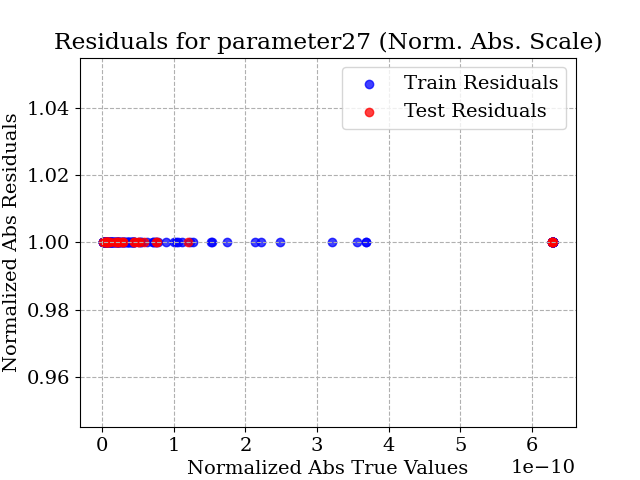 Residuals for parameter27 (Norm. Abs. Scale)
Train Residuals
Test Residuals
Normalized Abs Residuals
1.04
1.02
1.00
0.98
0.96
0 1 2 3 4 5 6
1e−10
Normalized Abs True Values